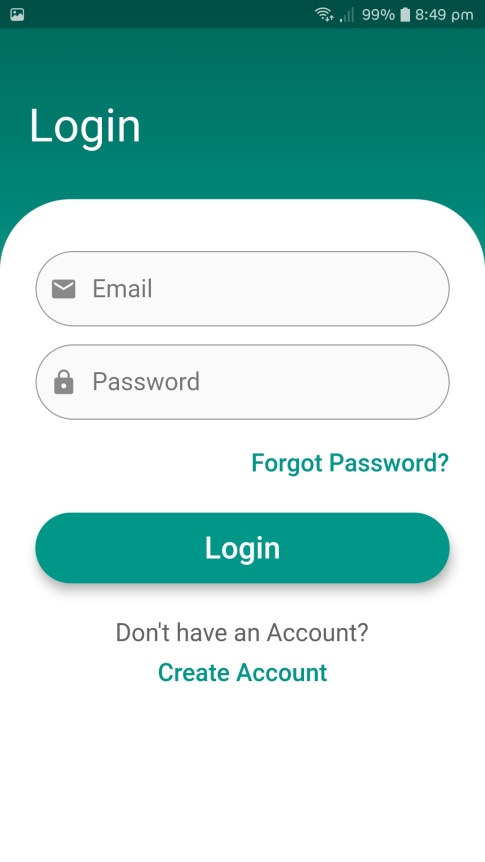 99% 8:49 pm
Login
Email
Password
Forgot Password?
Login
Don't have an Account?
Create Account